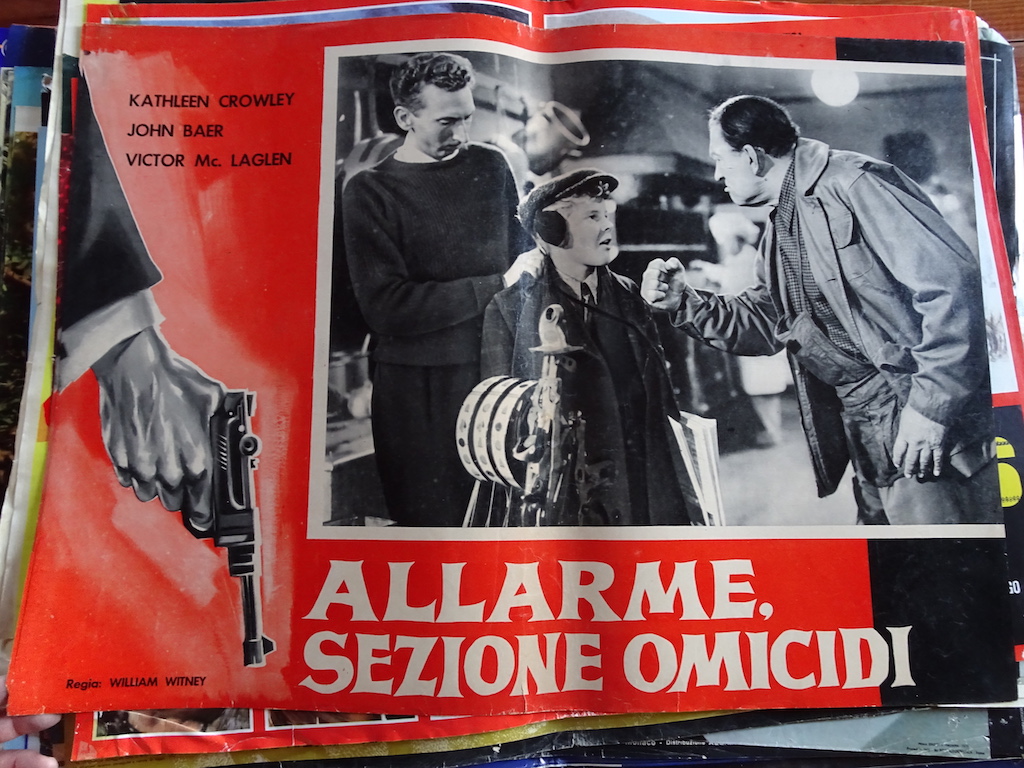 KATHLEEN CROWLEY
JOHN BAER
VICTOR Mc. LAGLEN
ALLARME,
SEZIONE OMICIDI
Regia: WILLIAM WITNEY